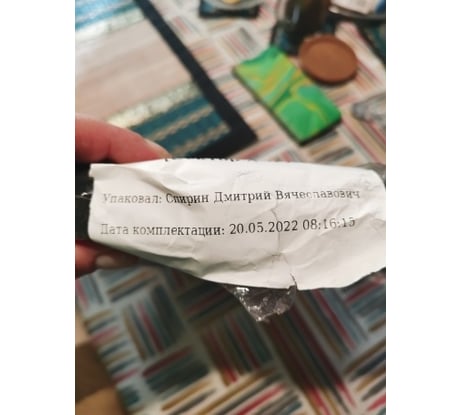 Упаковал: Спирин Дмитрий Вячеславович
Дата комплектации: 20.05.2022 08:16:15